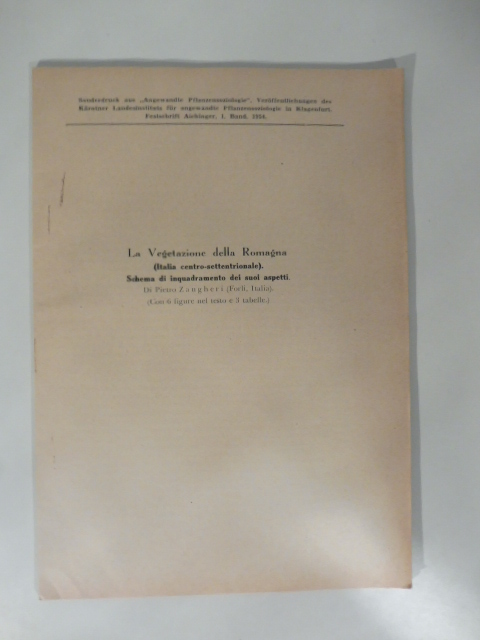 Sonderdruck aus „Angewandte Pflanzensoziologie", Veröffentlichungen des
Kärntner Landesinstituts für angewandte Pflanzensoziologie in Klagenfurt,
Festschrift Aichinger, 1. Band, 1954.
La Vegetazione della Romagna
(Italia centro-settentrionale).
Schema di inquadramento dei suoi aspetti.
Di Pietro Zangheri (Forlì, Italia).
(Con 6 figure nel testo e 3 tabelle.)